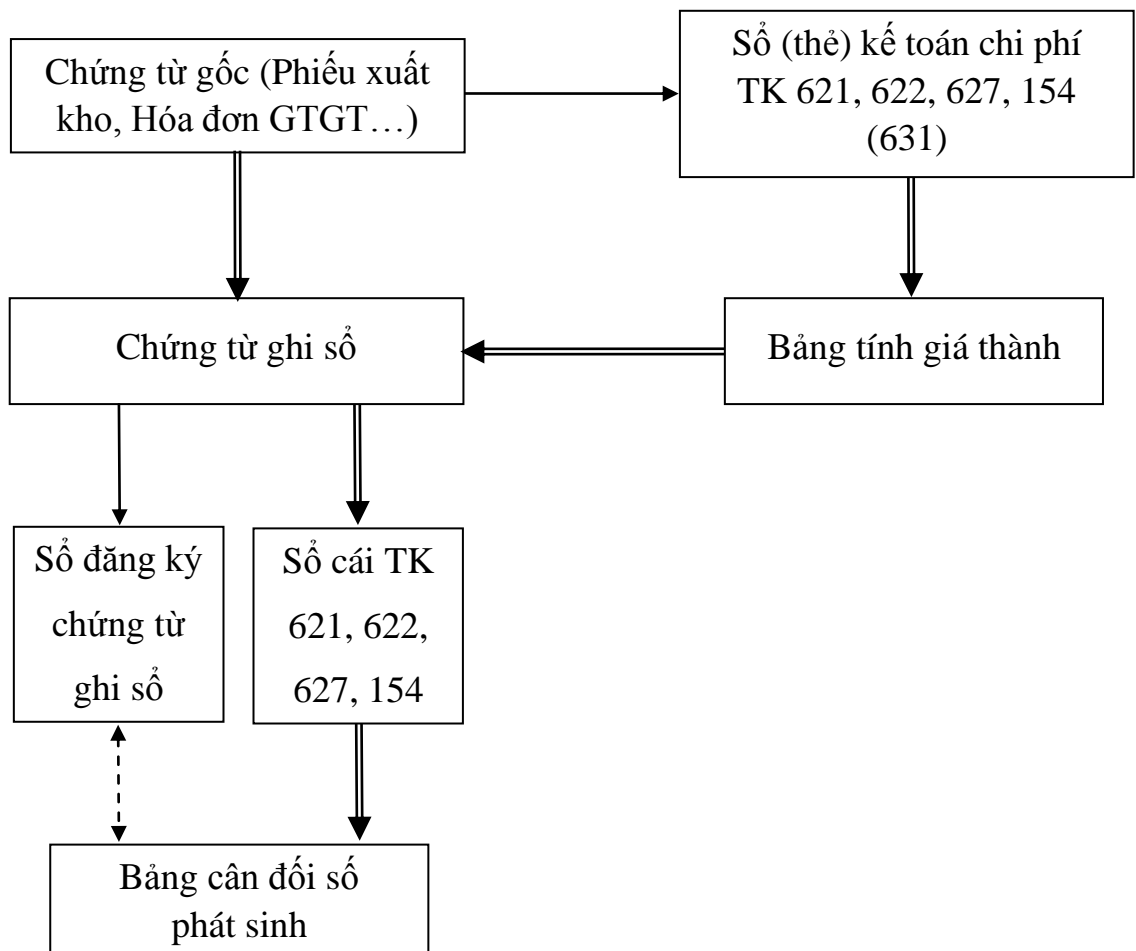 Chứng từ gốc (Phiếu xuất
kho, Hóa đơn GTGT…)
Sổ (thẻ) kế toán chi phí
TK 621, 622, 627, 154
(631)
Chứng từ ghi sổ
Bảng tính giá thành
Sổ đăng ký
chứng từ
ghi sổ
Sổ cái TK
621, 622,
627, 154
Bảng cân đối số
phát sinh